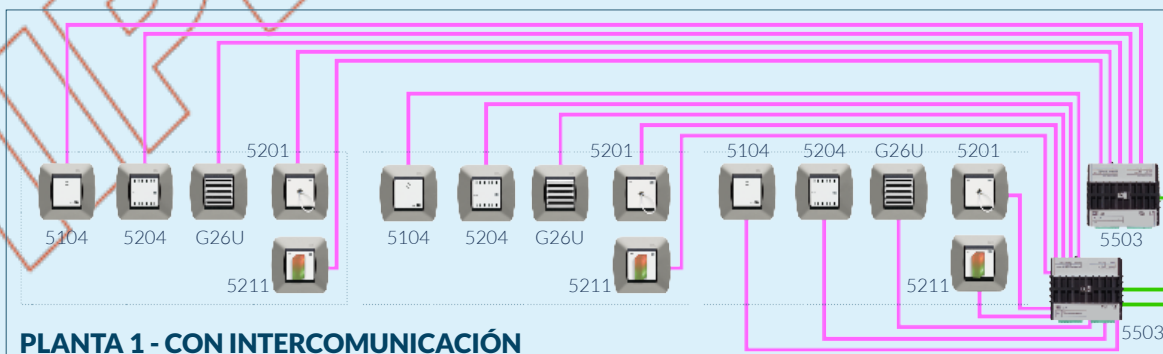 5201 5201 5104 5204 G26U 5201
5104 5204 G26U 5104 5204 G26U 5503
5211 5211 5211
5503
PLANTA 1 - CON INTERCOMUNICACIÓN